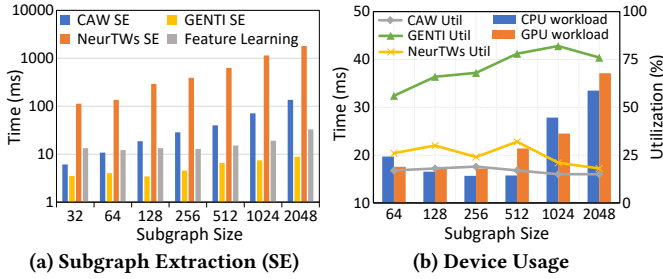 CAW SE
GENTI SE
NeurTWs SE
Feature Learning
Time (ms)
10000
1000
100
10
1
32 64 128 256 512 1024 2048
Subgraph Size
(a) Subgraph Extraction (SE)
CAW Util
CPU workload
GENTI Util
GPU workload
NeurTWs Util
Time (ms)
50
40
30
20
10
Utilization (%)
100
75
50
25
0
64 128 256 512 1024 2048
Subgraph Size
(b) Device Usage